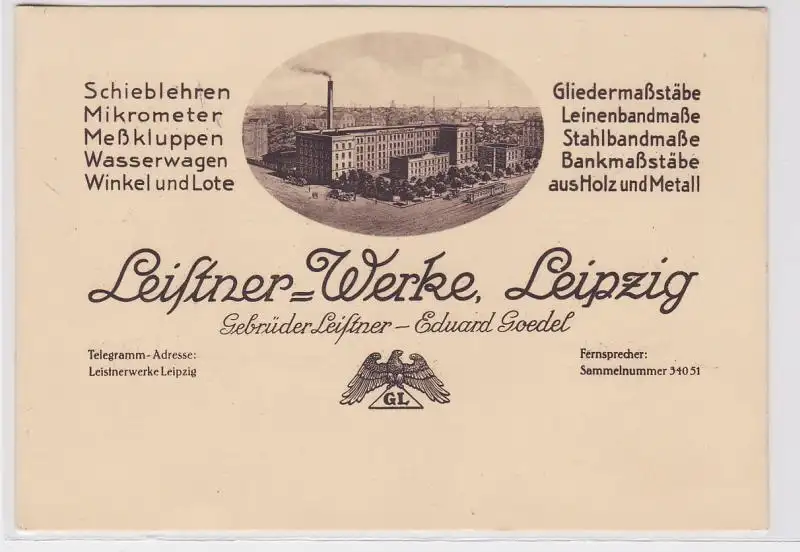 Schieblehren
Mikrometer
Meßkluppen
Wasserwagen
Winkel und Lote
Gliedermaßstäbe
Leinenbandmaße
Stahlbandmaße
Bankmaßstäbe
aus Holz und Metall
Leiſtner=Werke, Leipzig
Gebrüder Leiſtner – Eduard Goedel
Telegramm-Adresse:
Leistnerwerke Leipzig
Fernsprecher:
Sammelnummer 34051
GL